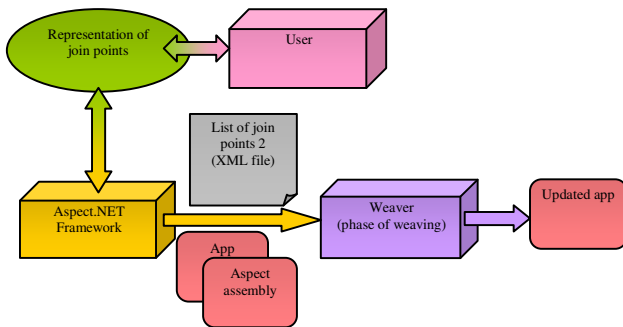 Representation of
join points
User
List of join
points 2
(XML file)
Aspect.NET
Framework
Weaver
(phase of weaving)
Updated app
App
Aspect
assembly